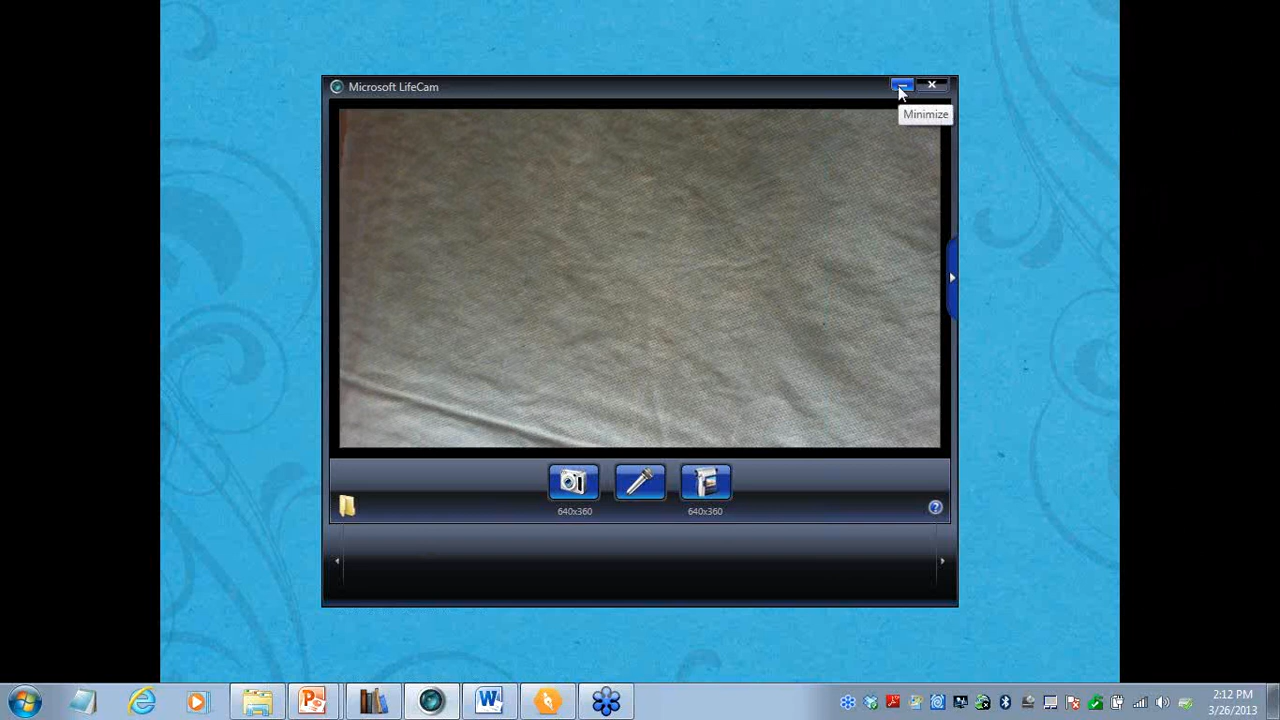 Microsoft LifeCam
Minimize
640x360
640x360
2:12 PM
3/26/2013